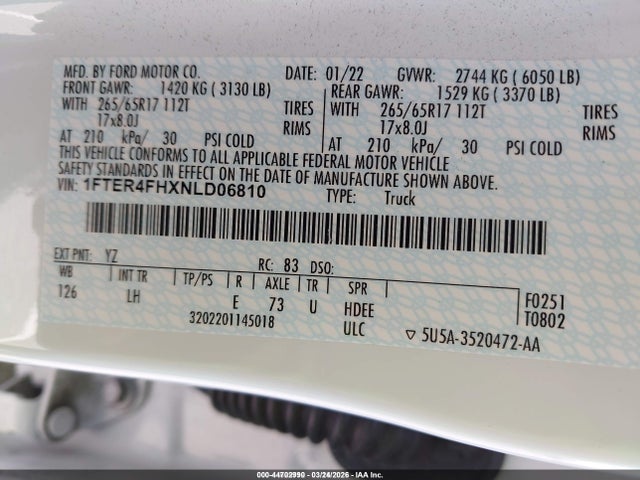 MFD. BY FORD MOTOR CO. DATE: 01/22 GVWR: 2744 KG ( 6050 LB)
FRONT GAWR: 1420 KG ( 3130 LB) REAR GAWR: 1529 KG ( 3370 LB)
WITH 265/65R17 112T TIRES WITH 265/65R17 112T TIRES
17x8.0J RIMS 17x8.0J RIMS
AT 210 kPa/ 30 PSI COLD AT 210 kPa/ 30 PSI COLD
THIS VEHICLE CONFORMS TO ALL APPLICABLE FEDERAL MOTOR VEHICLE
SAFETY STANDARDS IN EFFECT ON THE DATE OF MANUFACTURE SHOWN ABOVE.
VIN: 1FTER4FHXNLD06810 TYPE: Truck
EXT PNT: YZ RC: 83 DSO:
WB INT TR TP/PS R AXLE TR SPR
126 LH E 73 U HDEE F0251
ULC T0802
3202201145018 ▽ 5U5A-3520472-AA
000-44702990 - 03/24/2026 - IAA Inc.